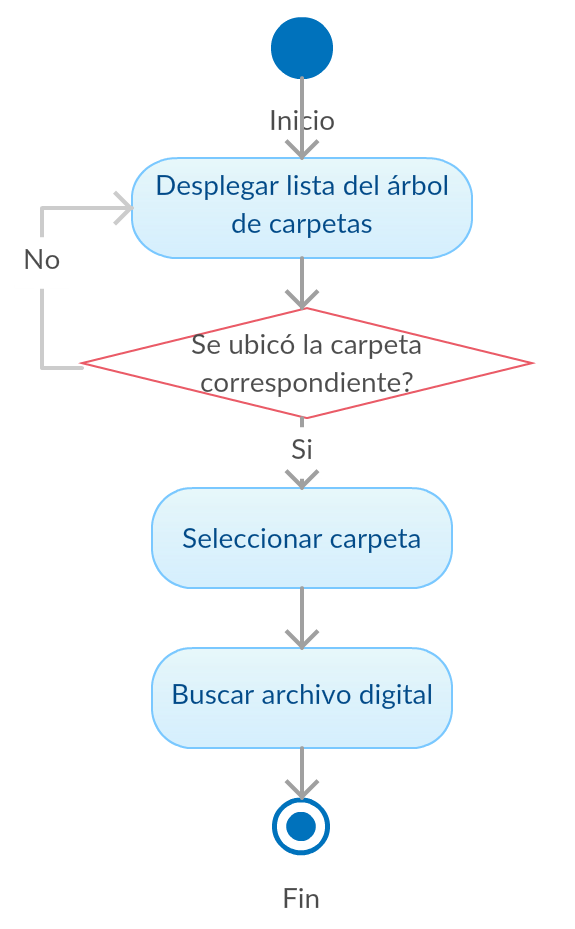 Inicio
Desplegar lista del árbol
de carpetas
No
Se ubicó la carpeta
correspondiente?
Si
Seleccionar carpeta
Buscar archivo digital
Fin